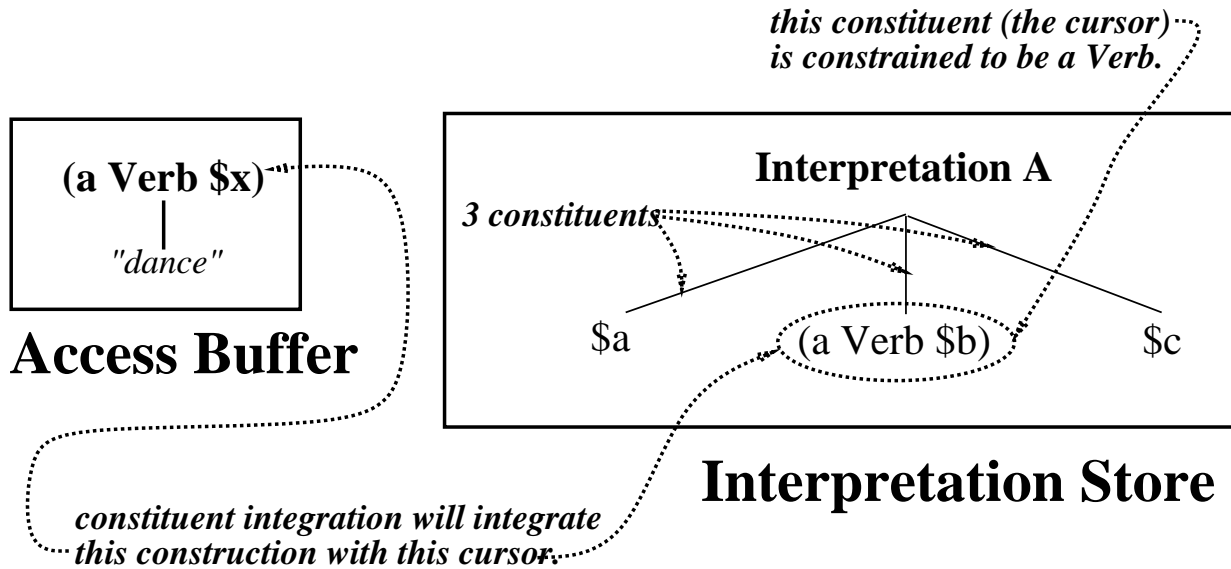 this constituent (the cursor)
is constrained to be a Verb.
(a Verb $x)
"dance"
Access Buffer
Interpretation A
3 constituents
$a
(a Verb $b)
$c
Interpretation Store
constituent integration will integrate
this construction with this cursor.